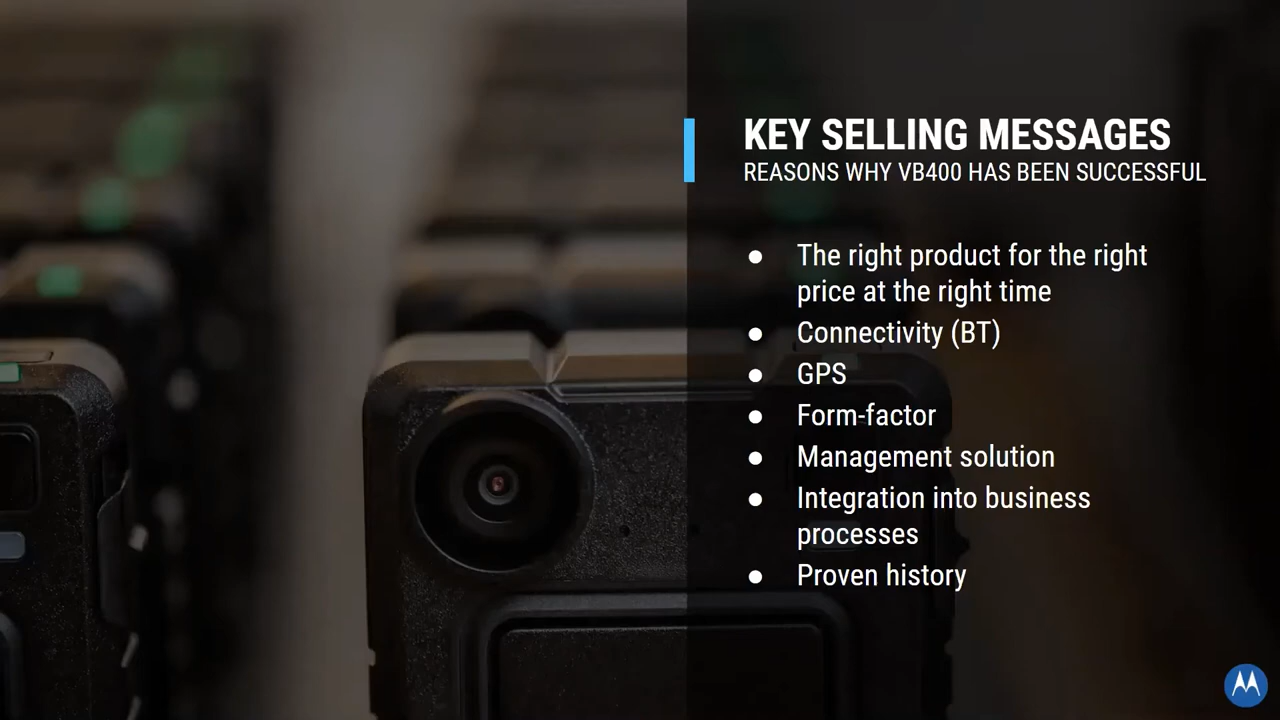 KEY SELLING MESSAGES
REASONS WHY VB400 HAS BEEN SUCCESSFUL
● The right product for the right
price at the right time
● Connectivity (BT)
● GPS
● Form-factor
● Management solution
● Integration into business
processes
● Proven history